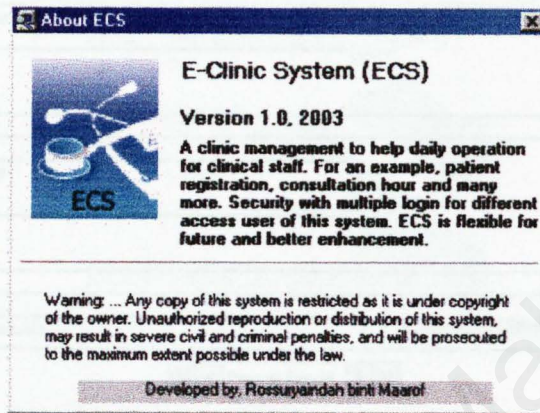 About ECS
E-Clinic System (ECS)
Version 1.0, 2003
A clinic management to help daily operation
for clinical staff. For an example, patient
registration, consultation hour and many
more. Security with multiple login for different
access user of this system. ECS is flexible for
future and better enhancement.
ECS
Warning: ... Any copy of this system is restricted as it is under copyright
of the owner. Unauthorized reproduction or distribution of this system,
may result in severe civil and criminal penalties, and will be prosecuted
to the maximum extent possible under the law.
Developed by, Rossuryaindah binti Maarof